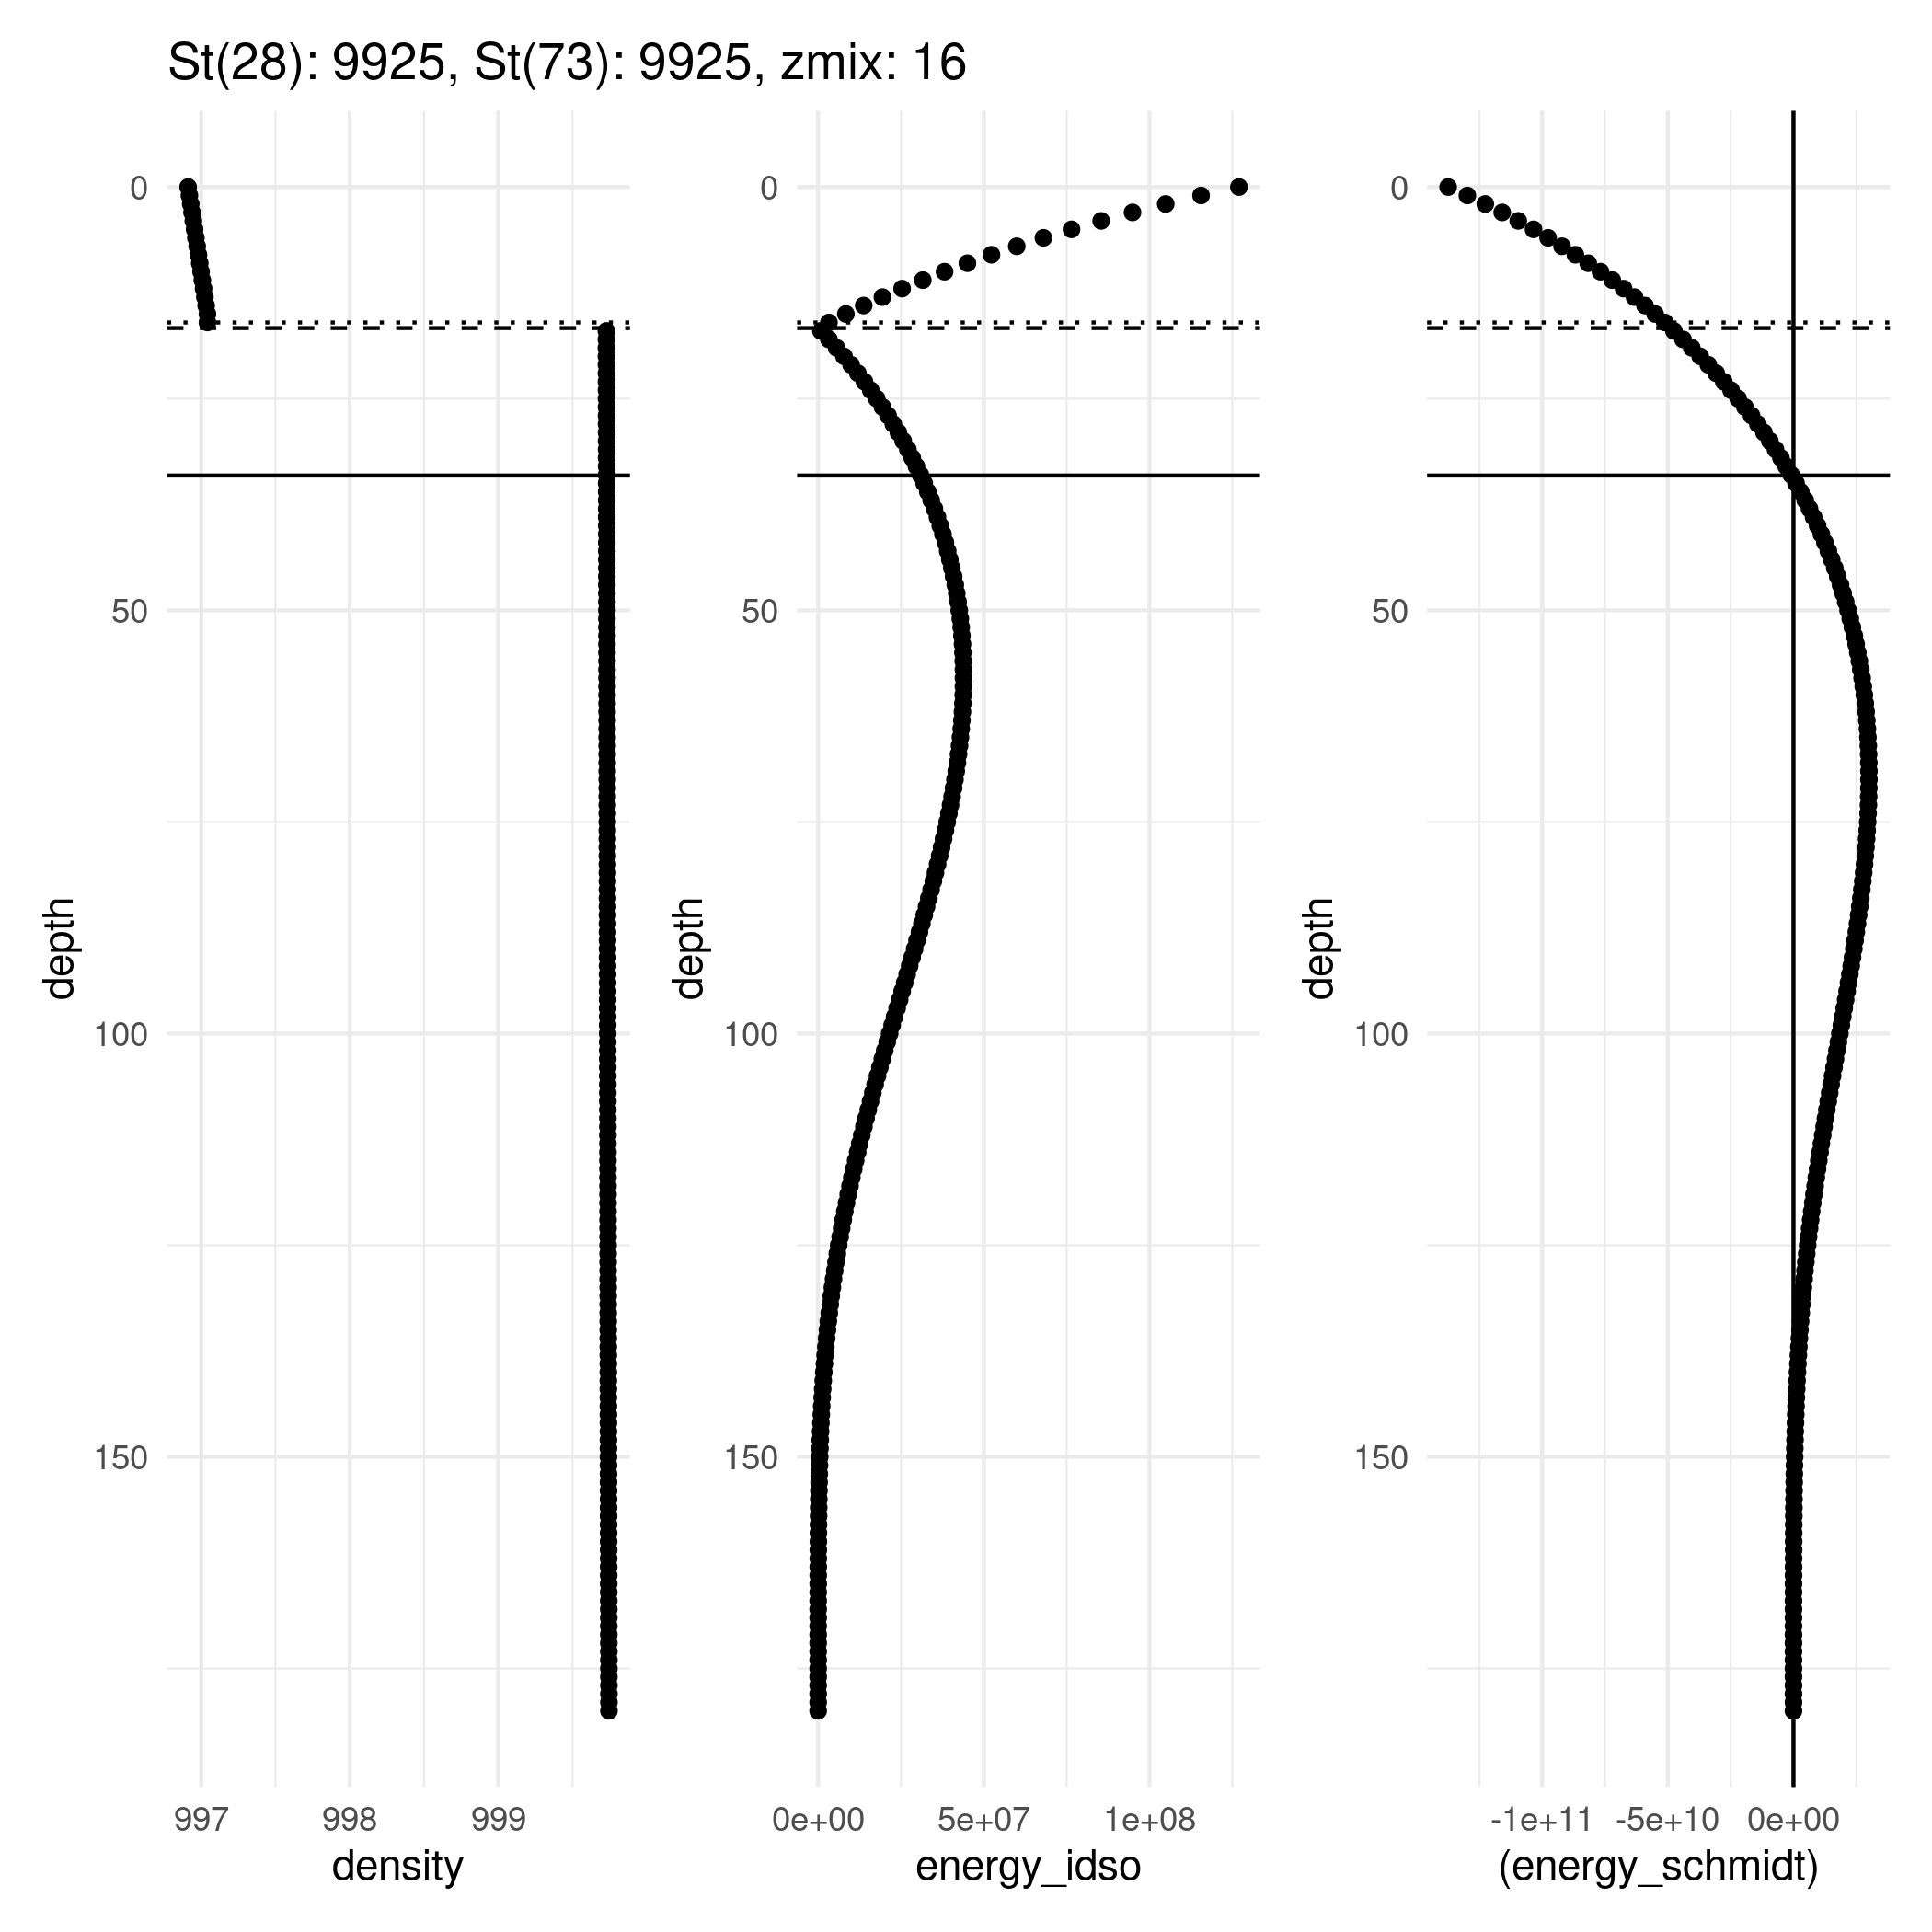 St(28): 9925, St(73): 9925, zmix: 16
0
50
100
150
depth
997 998 999
density
0
50
100
150
depth
0e+00 5e+07 1e+08
energy_idso
0
50
100
150
depth
-1e+11 -5e+10 0e+00
(energy_schmidt)